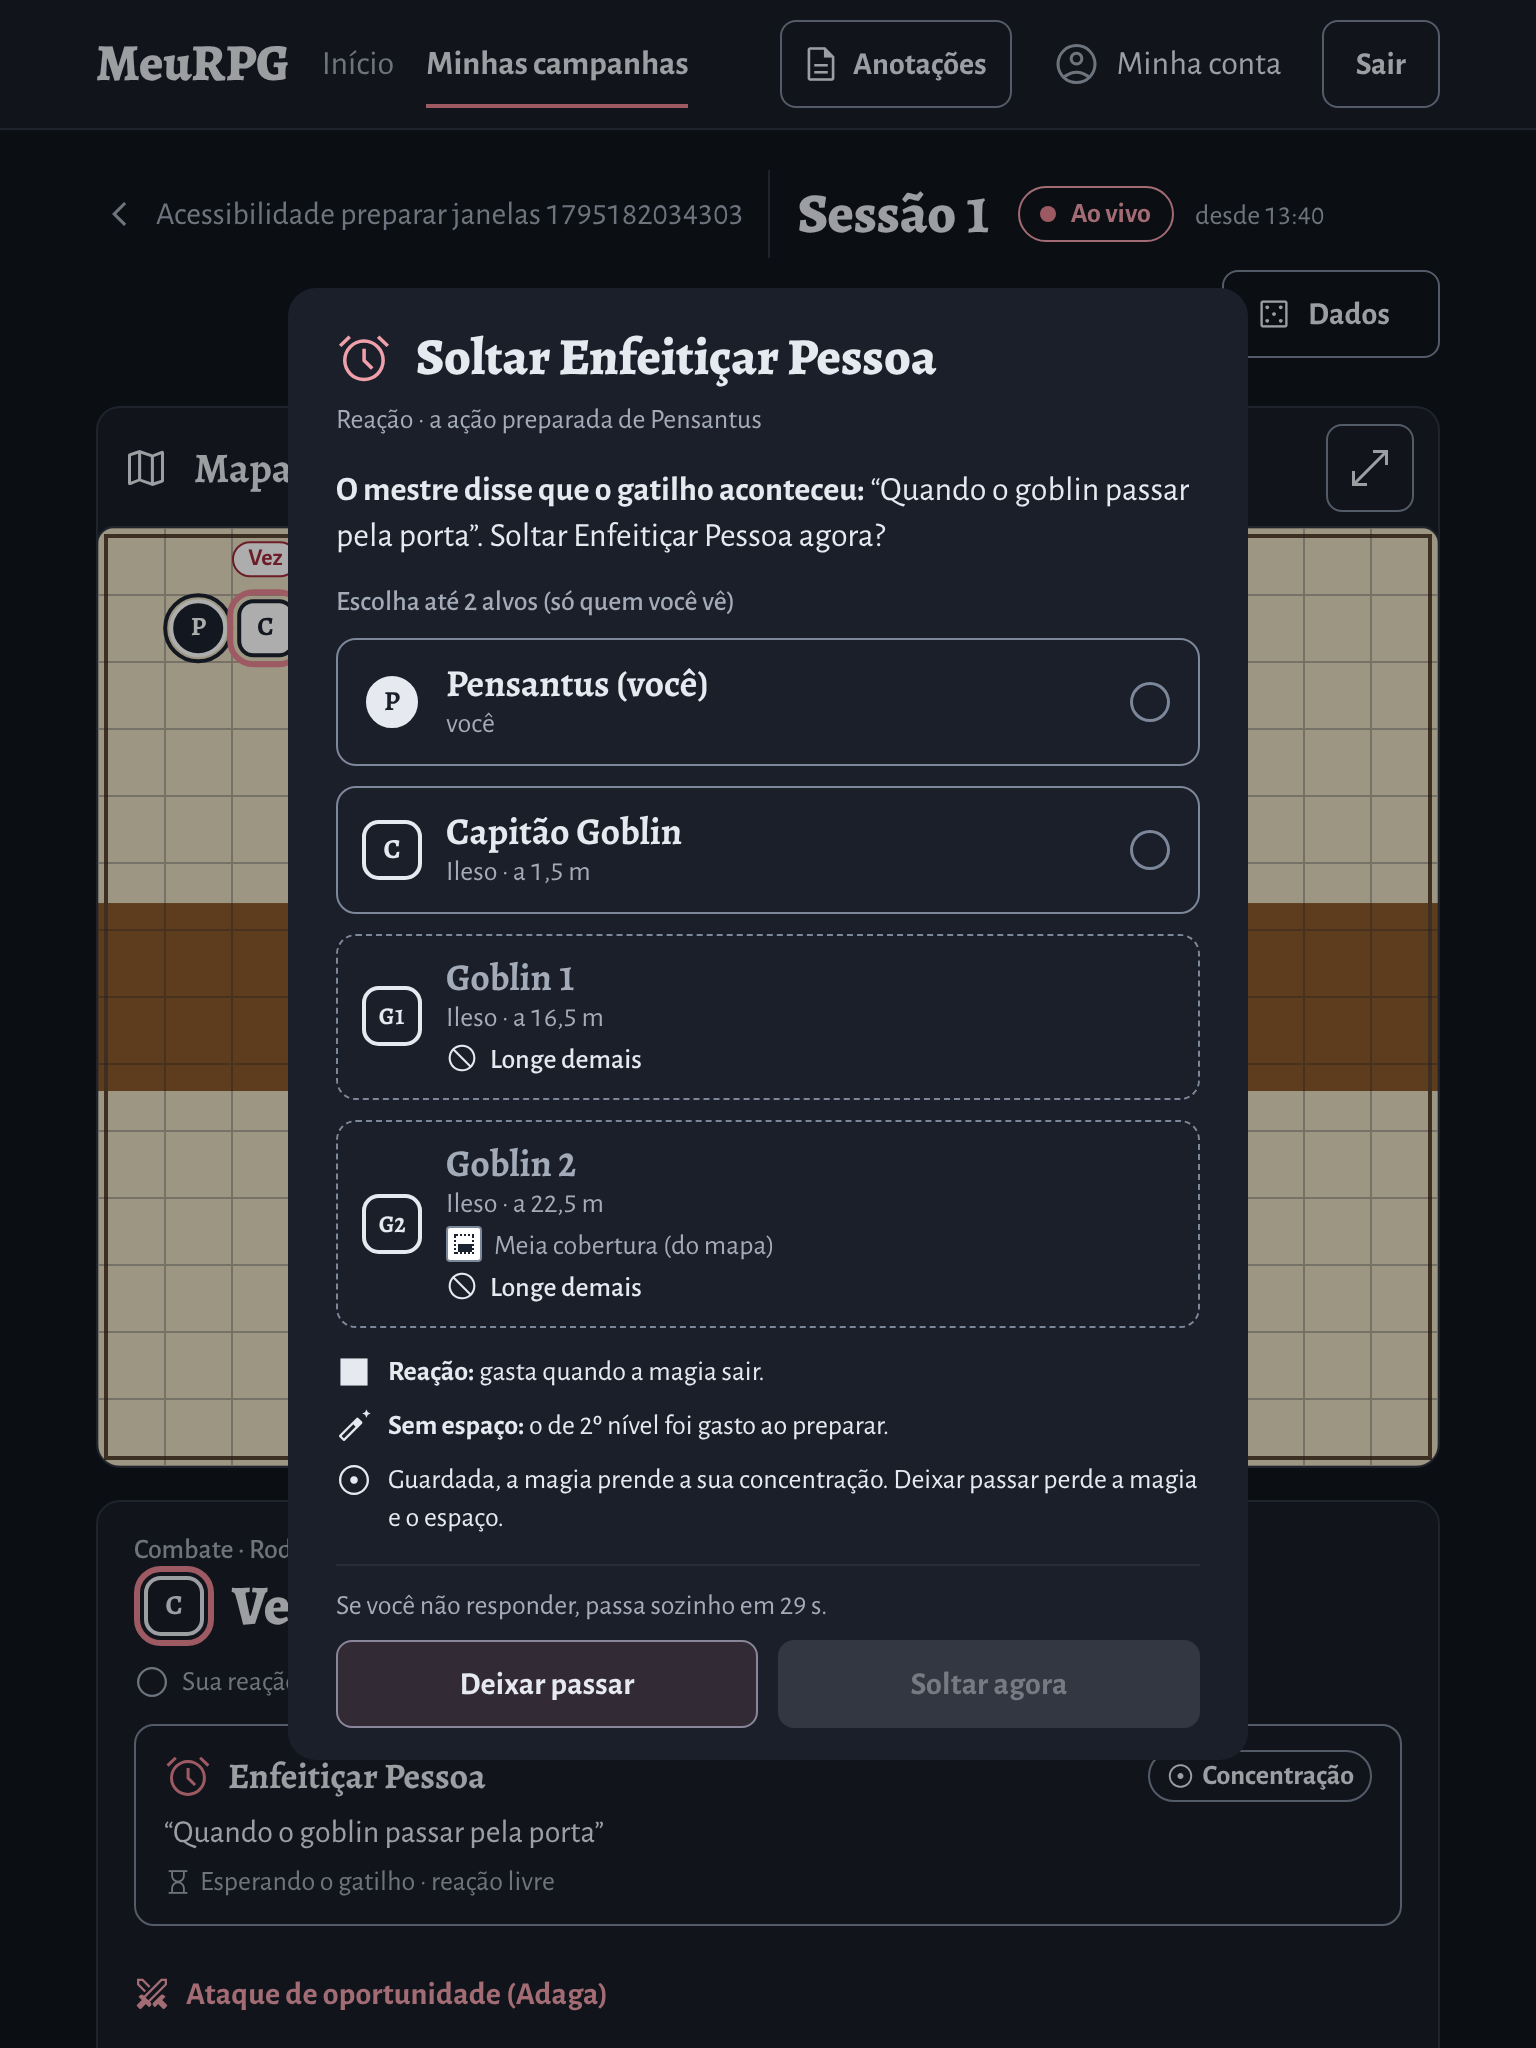 MeuRPG
Início
Minhas campanhas
Anotações
Minha conta
Sair
Acessibilidade preparar janelas 1795182034303
Sessão 1
Ao vivo
desde 13:40
Dados
Mapa
Vez
P
C
Soltar Enfeitiçar Pessoa
Reação · a ação preparada de Pensantus
O mestre disse que o gatilho aconteceu: “Quando o goblin passar
pela porta”. Soltar Enfeitiçar Pessoa agora?
Escolha até 2 alvos (só quem você vê)
P
Pensantus (você)
você
C
Capitão Goblin
Ileso · a 1,5 m
G1
Goblin 1
Ileso · a 16,5 m
Longe demais
G2
Goblin 2
Ileso · a 22,5 m
Meia cobertura (do mapa)
Longe demais
Reação: gasta quando a magia sair.
Sem espaço: o de 2º nível foi gasto ao preparar.
Guardada, a magia prende a sua concentração. Deixar passar perde a magia
e o espaço.
Se você não responder, passa sozinho em 29 s.
Deixar passar
Soltar agora
Combate · Rod
C
Ve
Sua reação
Enfeitiçar Pessoa
Concentração
“Quando o goblin passar pela porta”
Esperando o gatilho · reação livre
Ataque de oportunidade (Adaga)